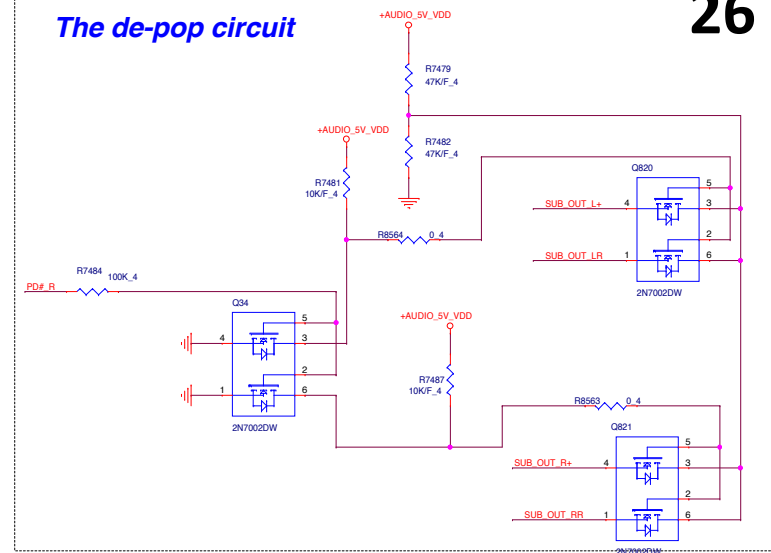 The de-pop circuit
26
+AUDIO_5V_VDD
R7479
47K/F_4
+AUDIO_5V_VDD
R7482
47K/F_4
R7481
10K/F_4
Q820
5
SUB_OUT_L+
4
3
R8564
0_4
2
SUB_OUT_LR
1
6
2N7002DW
R7484
100K_4
PD#_R
Q34
5
4
3
2
1
6
2N7002DW
+AUDIO_5V_VDD
R7487
10K/F_4
R8563
0_4
Q821
5
SUB_OUT_R+
4
3
2
SUB_OUT_RR
1
6
2N7002DW